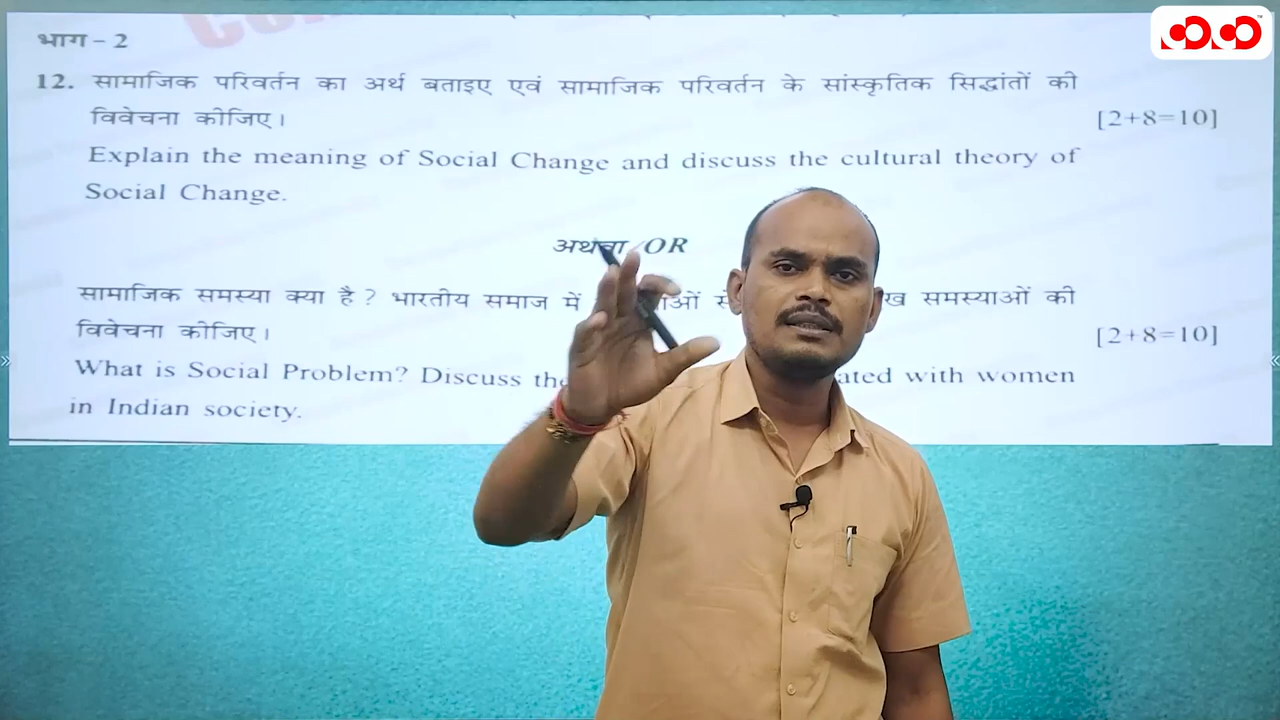 भाग – 2
12. सामाजिक परिवर्तन का अर्थ बताइए एवं सामाजिक परिवर्तन के सांस्कृतिक सिद्धांतों की
विवेचना कीजिए। [2+8=10]
Explain the meaning of Social Change and discuss the cultural theory of
Social Change.
अथवा / OR
सामाजिक समस्या क्या है ? भारतीय समाज में समस्याओं की
विवेचना कीजिए। [2+8=10]
What is Social Problem? Discuss with women
in Indian society.